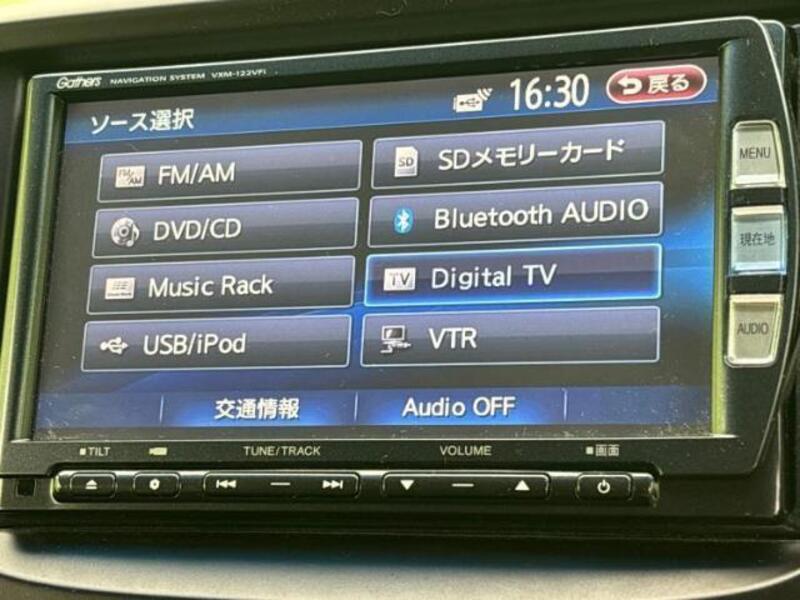 Gathers NAVIGATION SYSTEM VXM-122VFi
ソース選択
16:30
戻る
FM/AM
SDメモリーカード
DVD/CD
Bluetooth AUDIO
Music Rack
TV Digital TV
USB/iPod
VTR
交通情報
Audio OFF
MENU
現在地
AUDIO
TILT
TUNE/TRACK
VOLUME
画面